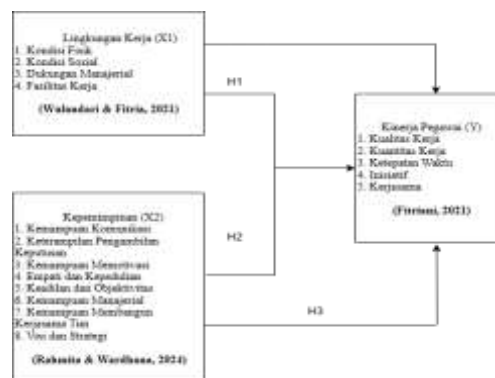 Lingkungan Kerja (X1)
1. Kondisi Fisik
2. Kondisi Sosial
3. Dukungan Manajerial
4. Fasilitas Kerja
(Wulandari & Fitria, 2021)
H1
Kinerja Pegawai (Y)
1. Kualitas Kerja
2. Kuantitas Kerja
3. Ketepatan Waktu
4. Inisiatif
5. Kerjasama
(Fitriani, 2021)
Kepemimpinan (X2)
1. Kemampuan Komunikasi
2. Keterampilan Pengambilan
Keputusan
3. Kemampuan Memotivasi
4. Empati dan Kepedulian
5. Keadilan dan Objektivitas
6. Kemampuan Manajerial
7. Kemampuan Membangun
Kerjasama Tim
8. Visi dan Strategi
(Rahmita & Wardhana, 2024)
H2
H3